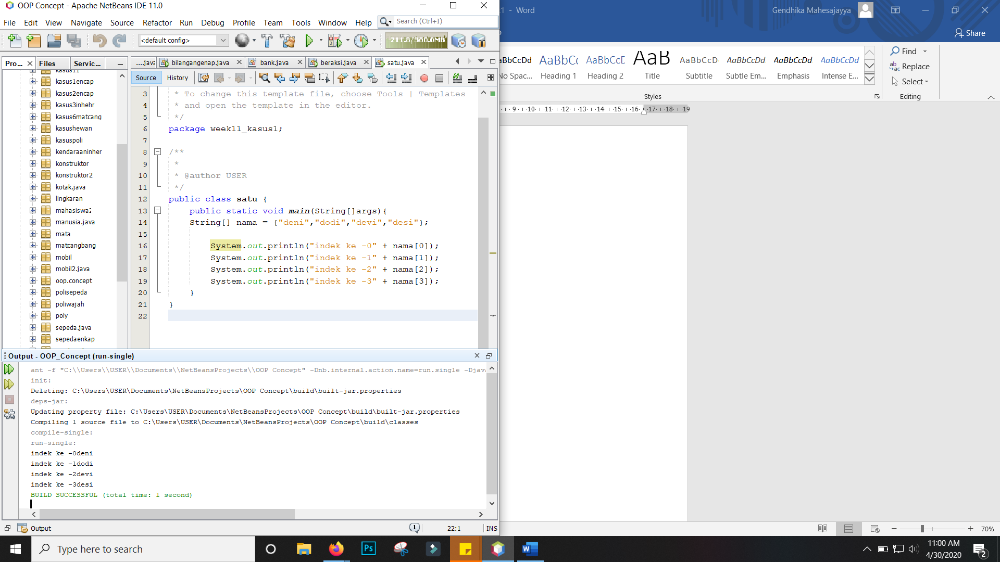 OOP Concept - Apache NetBeans IDE 11.0
File Edit View Navigate Source Refactor Run Debug Profile Team Tools Window Help Search (Ctrl+I)
<default config> 211.8/300.0MB
Pro... Files Servic...
kasus11
kasus1encap
kasus2encap
kasus3inhehr
kasus6matcang
kasushewan
kasuspoli
kendaraaninher
konstruktor
konstruktor2
kotak.java
lingkaran
mahasiswa2
manusia.java
mata
matcangbang
mobil
mobil2.java
oop.concept
polisepeda
poliwajah
poly
sepeda.java
sepedaenkap
....java bilangangenap.java bank.java beraksi.java satu.java
Source History
3 * To change this template file, choose Tools | Templates
4 * and open the template in the editor.
5 */
6 package week11_kasus1;
7
8 /**
9 *
10 * @author USER
11 */
12 public class satu {
13 public static void main(String[]args){
14 String[] nama = {"deni","dodi","devi","desi"};
15
16 System.out.println("indek ke -0" + nama[0]);
17 System.out.println("indek ke -1" + nama[1]);
18 System.out.println("indek ke -2" + nama[2]);
19 System.out.println("indek ke -3" + nama[3]);
20 }
21 }
22
Output - OOP_Concept (run-single)
ant -f "C:\\Users\\USER\\Documents\\NetBeansProjects\\OOP Concept" -Dnb.internal.action.name=run.single -Djava
init:
Deleting: C:\Users\USER\Documents\NetBeansProjects\OOP Concept\build\built-jar.properties
deps-jar:
Updating property file: C:\Users\USER\Documents\NetBeansProjects\OOP Concept\build\built-jar.properties
Compiling 1 source file to C:\Users\USER\Documents\NetBeansProjects\OOP Concept\build\classes
compile-single:
run-single:
indek ke -0deni
indek ke -1dodi
indek ke -2devi
indek ke -3desi
BUILD SUCCESSFUL (total time: 1 second)
Output 1 22:1 INS
1 - Word Gendhika Mahesajayya
Share
aBbCcDd AaBbCc AaBbCcD AaB AaBbCcD AaBbCcDd AaBbCcDd AaBbCcDd
No Spac... Heading 1 Heading 2 Title Subtitle Subtle Em... Emphasis Intense E...
Styles
Find
Replace
Select
Editing
9 10 11 12 13 14 15 16 17 18 19
70%
Type here to search
Ps
11:00 AM
4/30/2020
2